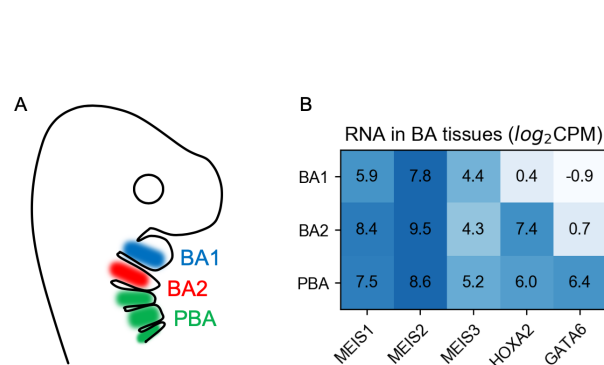 A
BA1
BA2
PBA
B
RNA in BA tissues (log₂CPM)
BA1 5.9 7.8 4.4 0.4 -0.9
BA2 8.4 9.5 4.3 7.4 0.7
PBA 7.5 8.6 5.2 6.0 6.4
MEIS1 MEIS2 MEIS3 HOXA2 GATA6